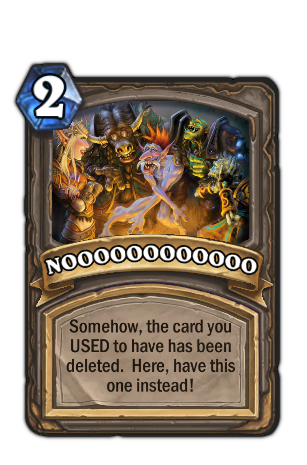 2
NOOOOOOOOOOOO
Somehow, the card you
USED to have has been
deleted.  Here, have this
one instead!